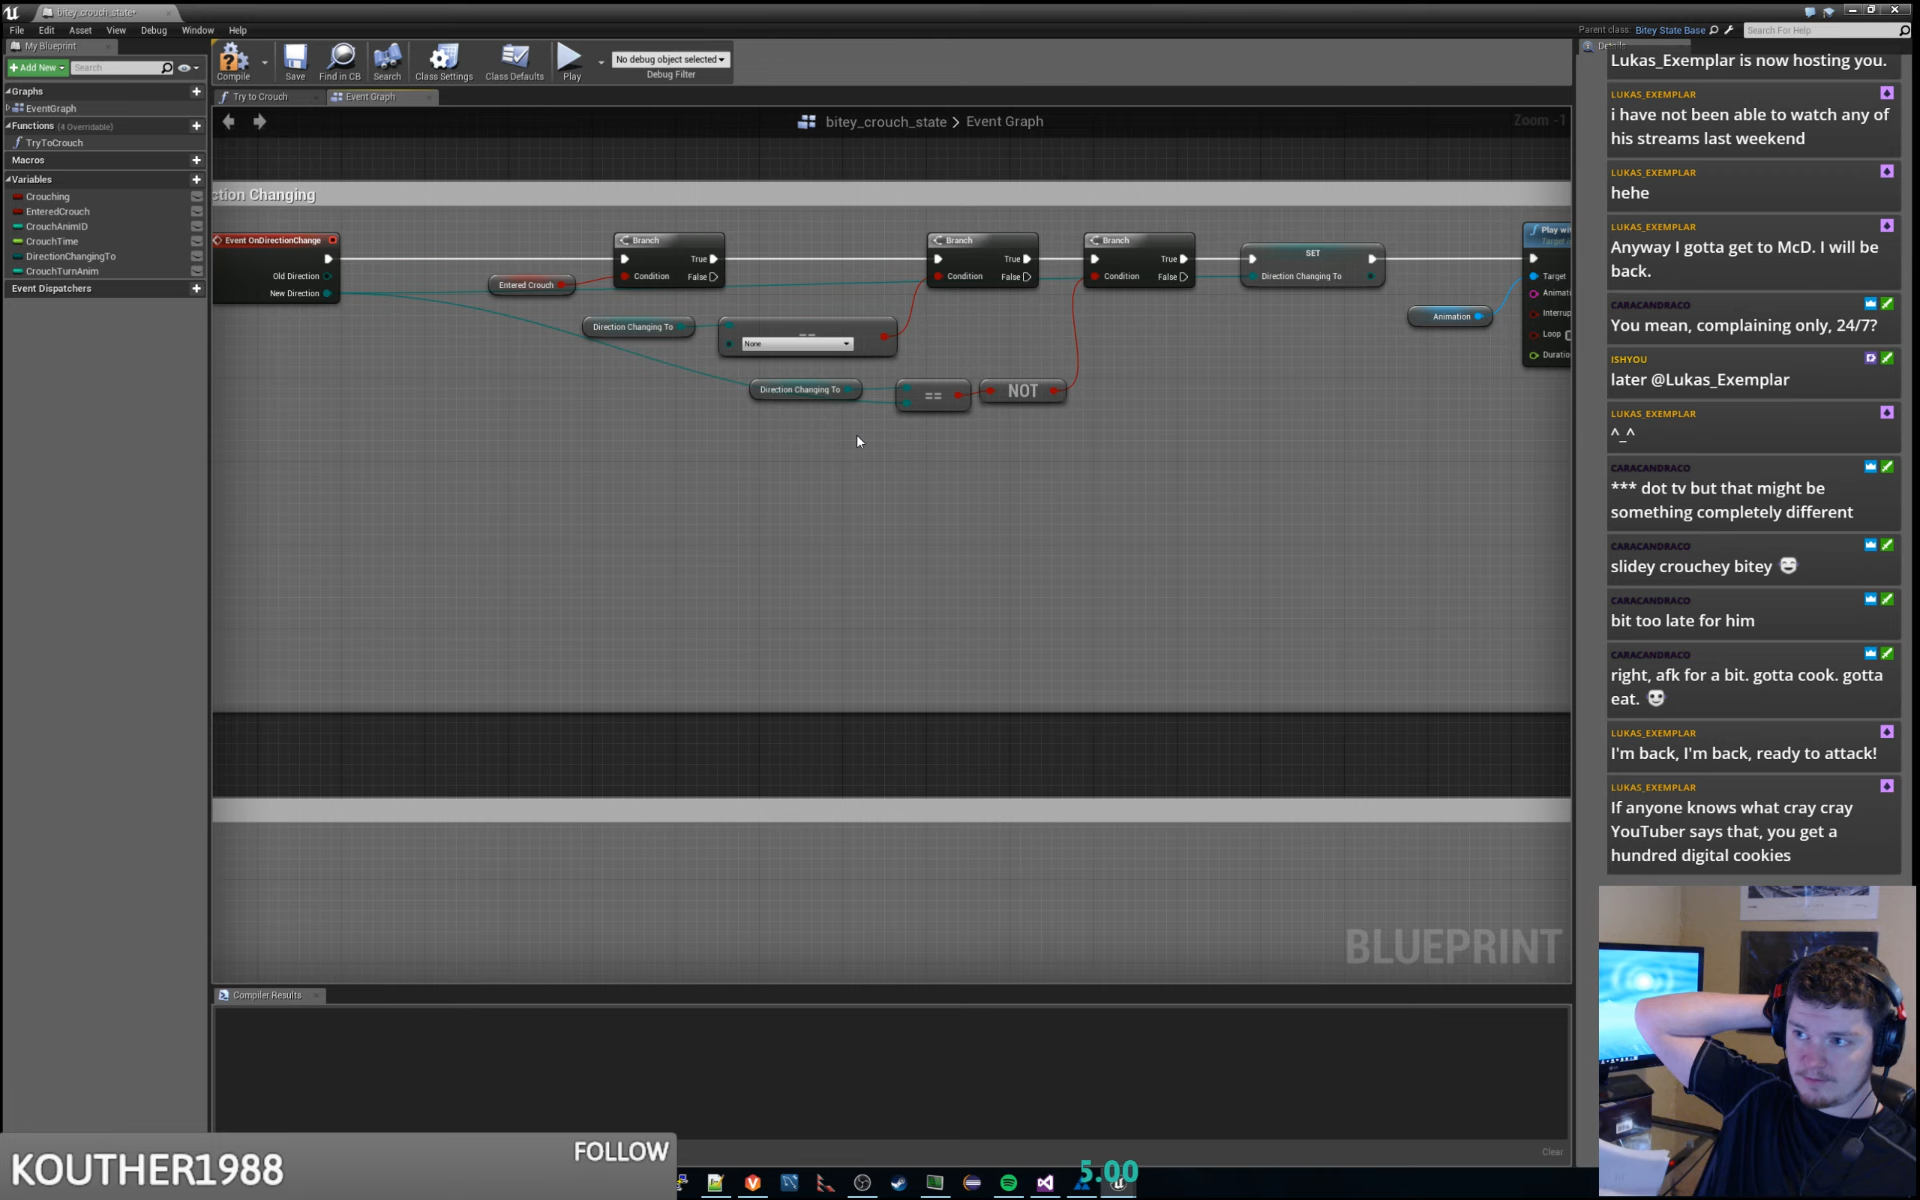 bitey_crouch_state*
File Edit Asset View Debug Window Help
Parent class: Bitey State Base
Search For Help
My Blueprint
Add New
Search
Compile
Save
Find in CB
Search
Class Settings
Class Defaults
Play
No debug object selected
Debug Filter
Graphs
EventGraph
Functions (4 Overridable)
TryToCrouch
Macros
Variables
Crouching
EnteredCrouch
CrouchAnimID
CrouchTime
DirectionChangingTo
CrouchTurnAnim
Event Dispatchers
Try to Crouch
Event Graph
bitey_crouch_state > Event Graph
Zoom -1
ction Changing
Event OnDirectionChange
Old Direction
New Direction
Entered Crouch
Branch
True
Condition
False
Direction Changing To
==
None
Direction Changing To
==
NOT
Branch
True
Condition
False
Branch
True
Condition
False
SET
Direction Changing To
Animation
Play wi
Target
Target
Animati
Interrup
Loop
Duratio
BLUEPRINT
Compiler Results
Clear
Details
Lukas_Exemplar is now hosting you.
LUKAS_EXEMPLAR
i have not been able to watch any of
his streams last weekend
LUKAS_EXEMPLAR
hehe
LUKAS_EXEMPLAR
Anyway I gotta get to McD. I will be
back.
CARACANDRACO
You mean, complaining only, 24/7?
ISHYOU
later @Lukas_Exemplar
LUKAS_EXEMPLAR
^_^
CARACANDRACO
*** dot tv but that might be
something completely different
CARACANDRACO
slidey crouchey bitey
CARACANDRACO
bit too late for him
CARACANDRACO
right, afk for a bit. gotta cook. gotta
eat.
LUKAS_EXEMPLAR
I'm back, I'm back, ready to attack!
LUKAS_EXEMPLAR
If anyone knows what cray cray
YouTuber says that, you get a
hundred digital cookies
KOUTHER1988
FOLLOW
5.00